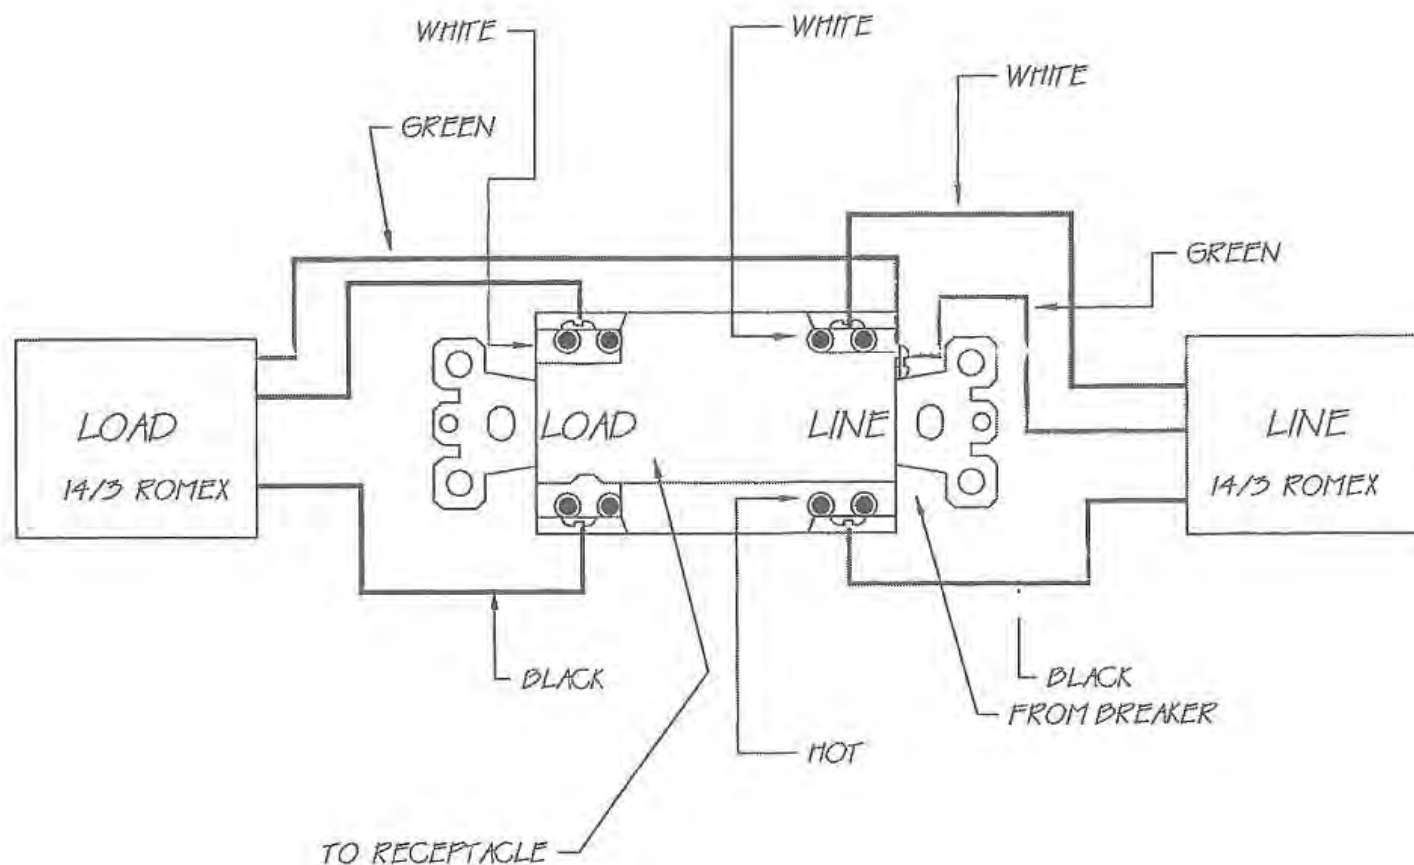 WHITE
WHITE
WHITE
GREEN
GREEN
LOAD
14/3 ROMEX
LOAD
LINE
LINE
14/3 ROMEX
BLACK
BLACK
FROM BREAKER
HOT
TO RECEPTACLE